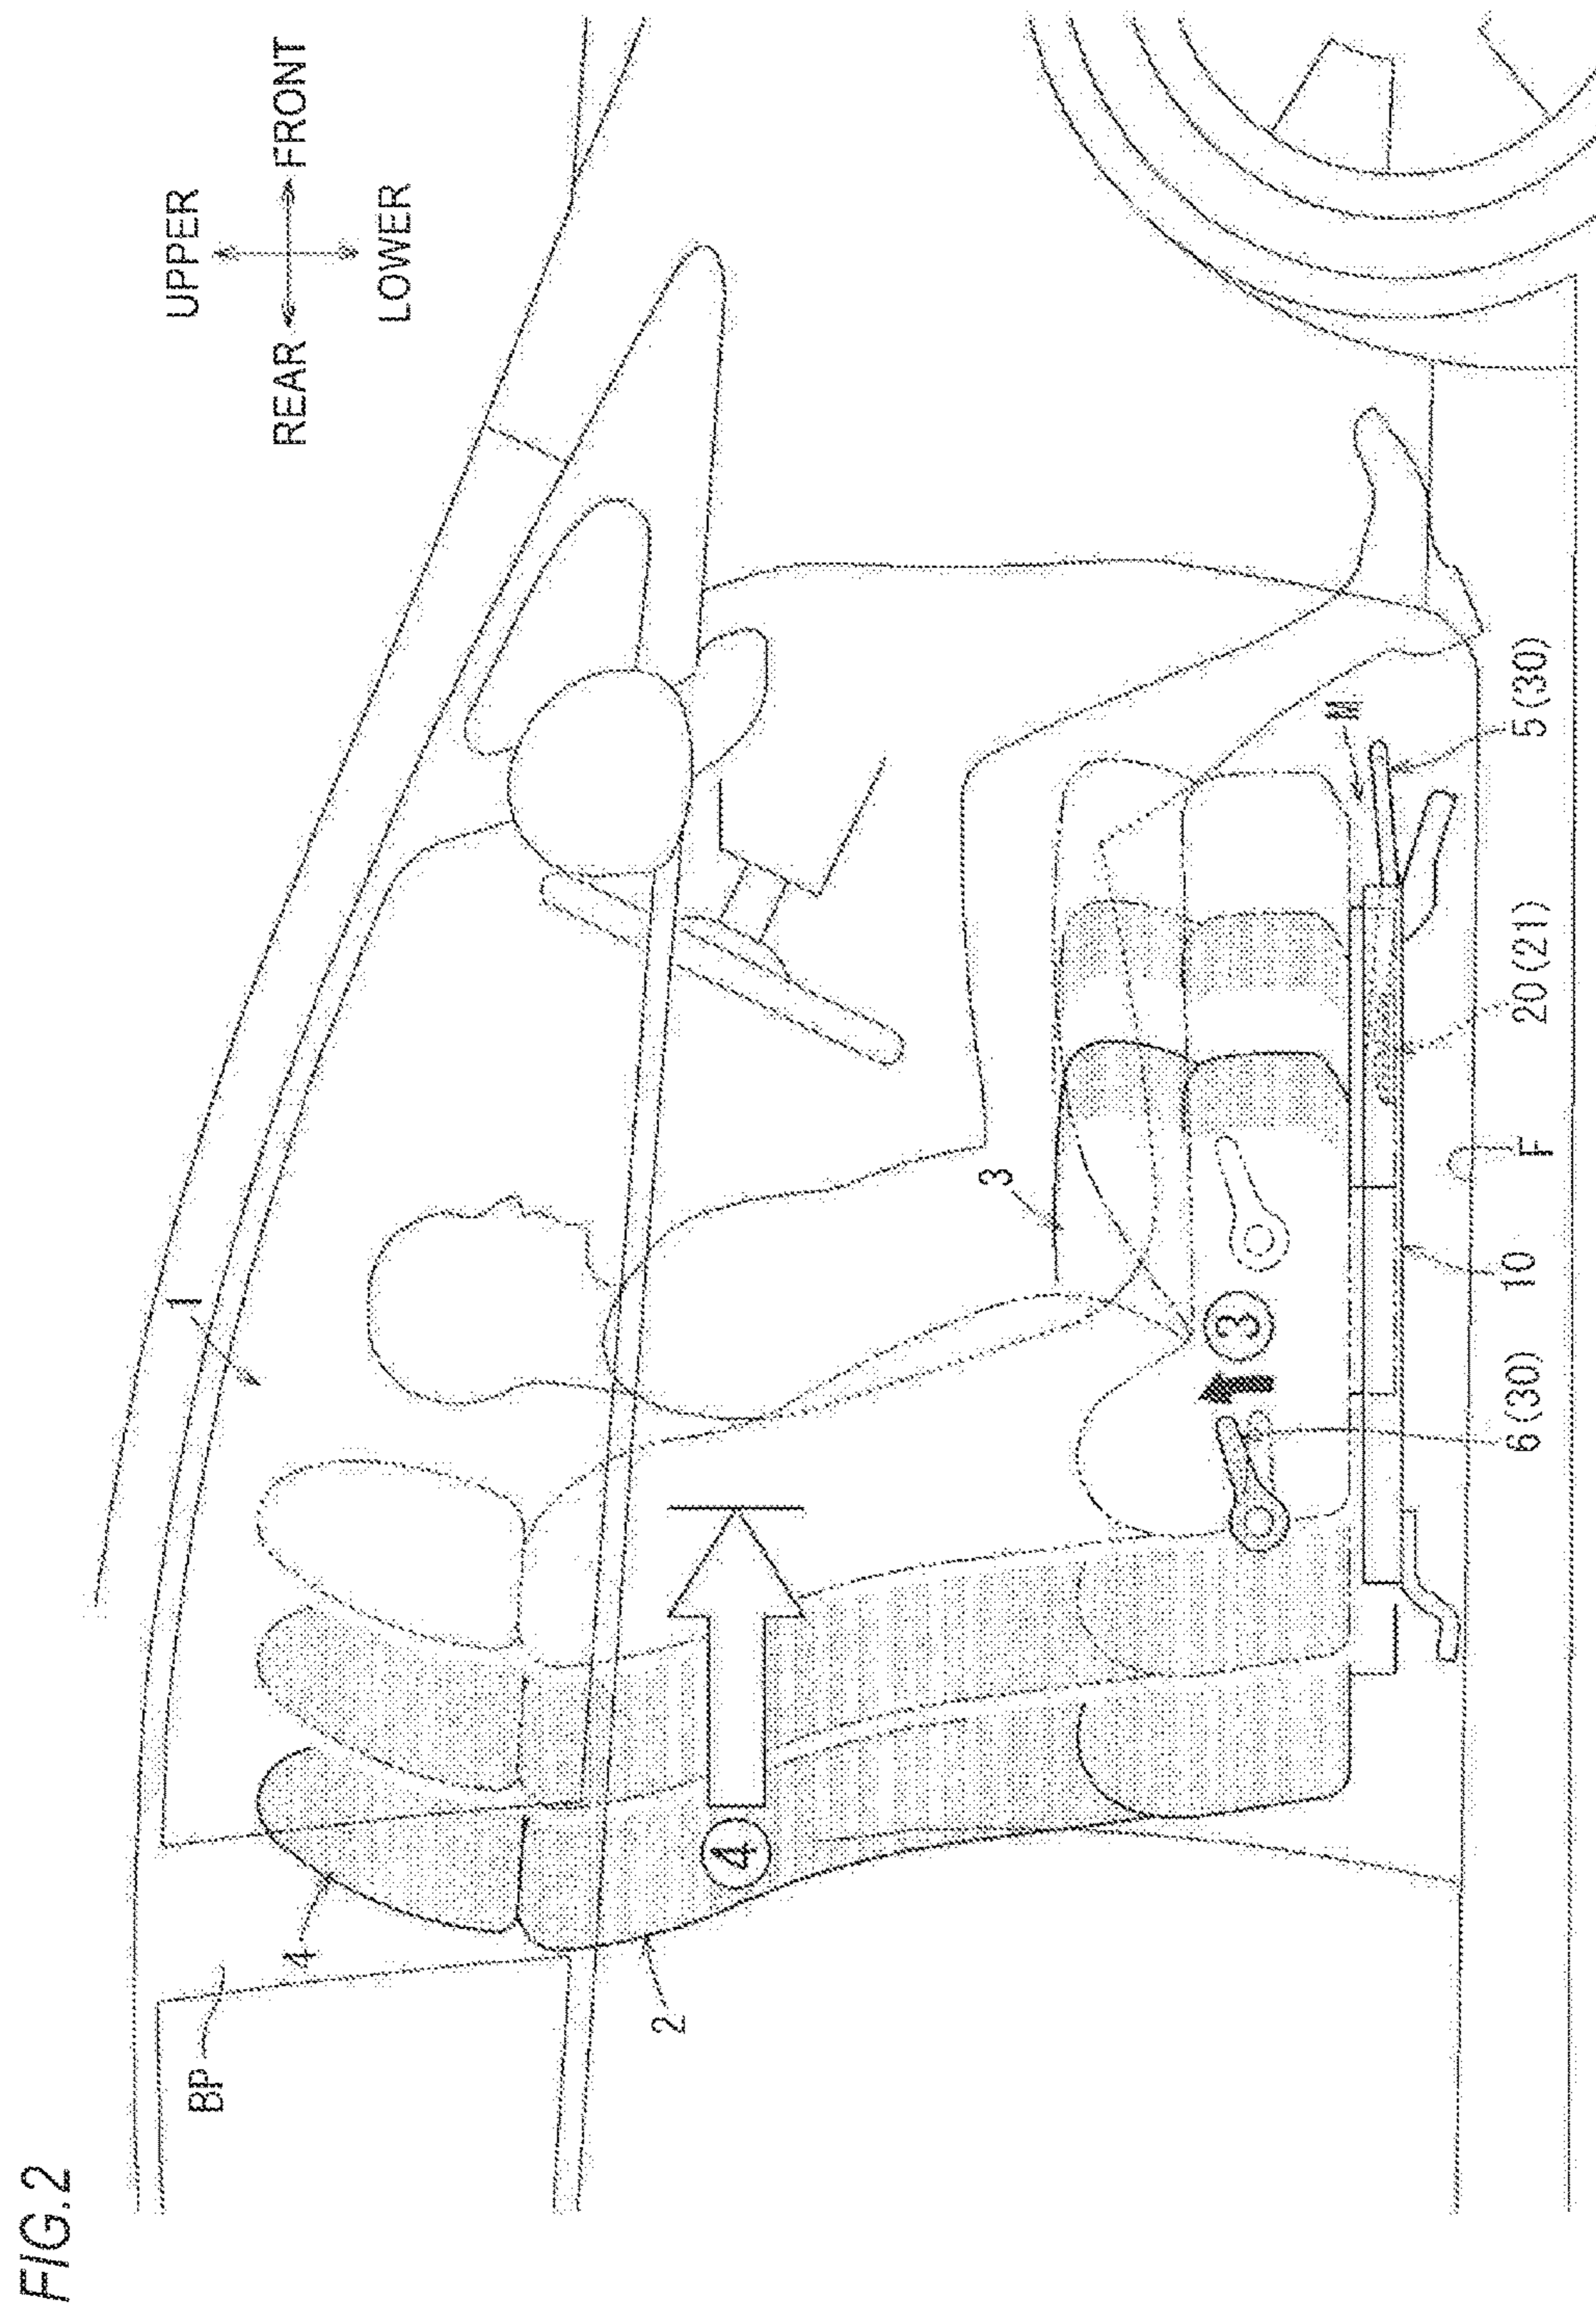 FIG.2
UPPER
REAR
FRONT
LOWER
BP
1
4
2
④
3
③
III
6(30)
10
F
20(21)
5(30)